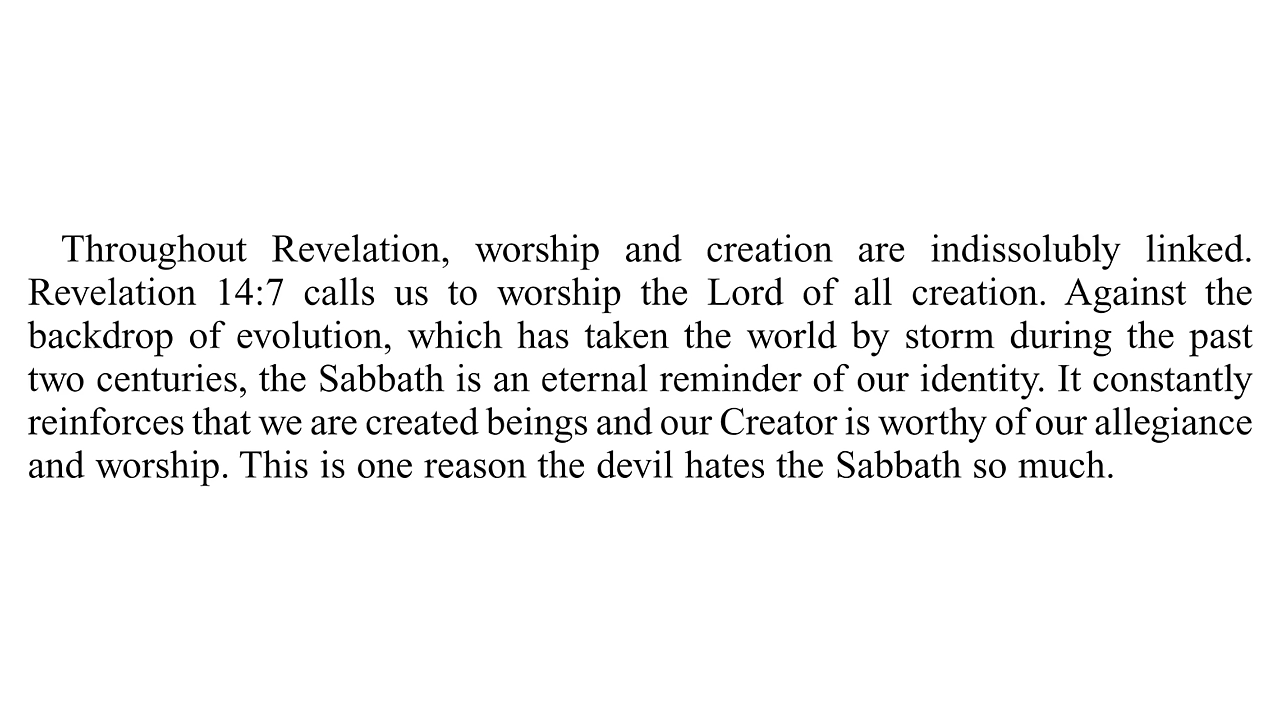 Throughout Revelation, worship and creation are indissolubly linked.
Revelation 14:7 calls us to worship the Lord of all creation. Against the
backdrop of evolution, which has taken the world by storm during the past
two centuries, the Sabbath is an eternal reminder of our identity. It constantly
reinforces that we are created beings and our Creator is worthy of our allegiance
and worship. This is one reason the devil hates the Sabbath so much.